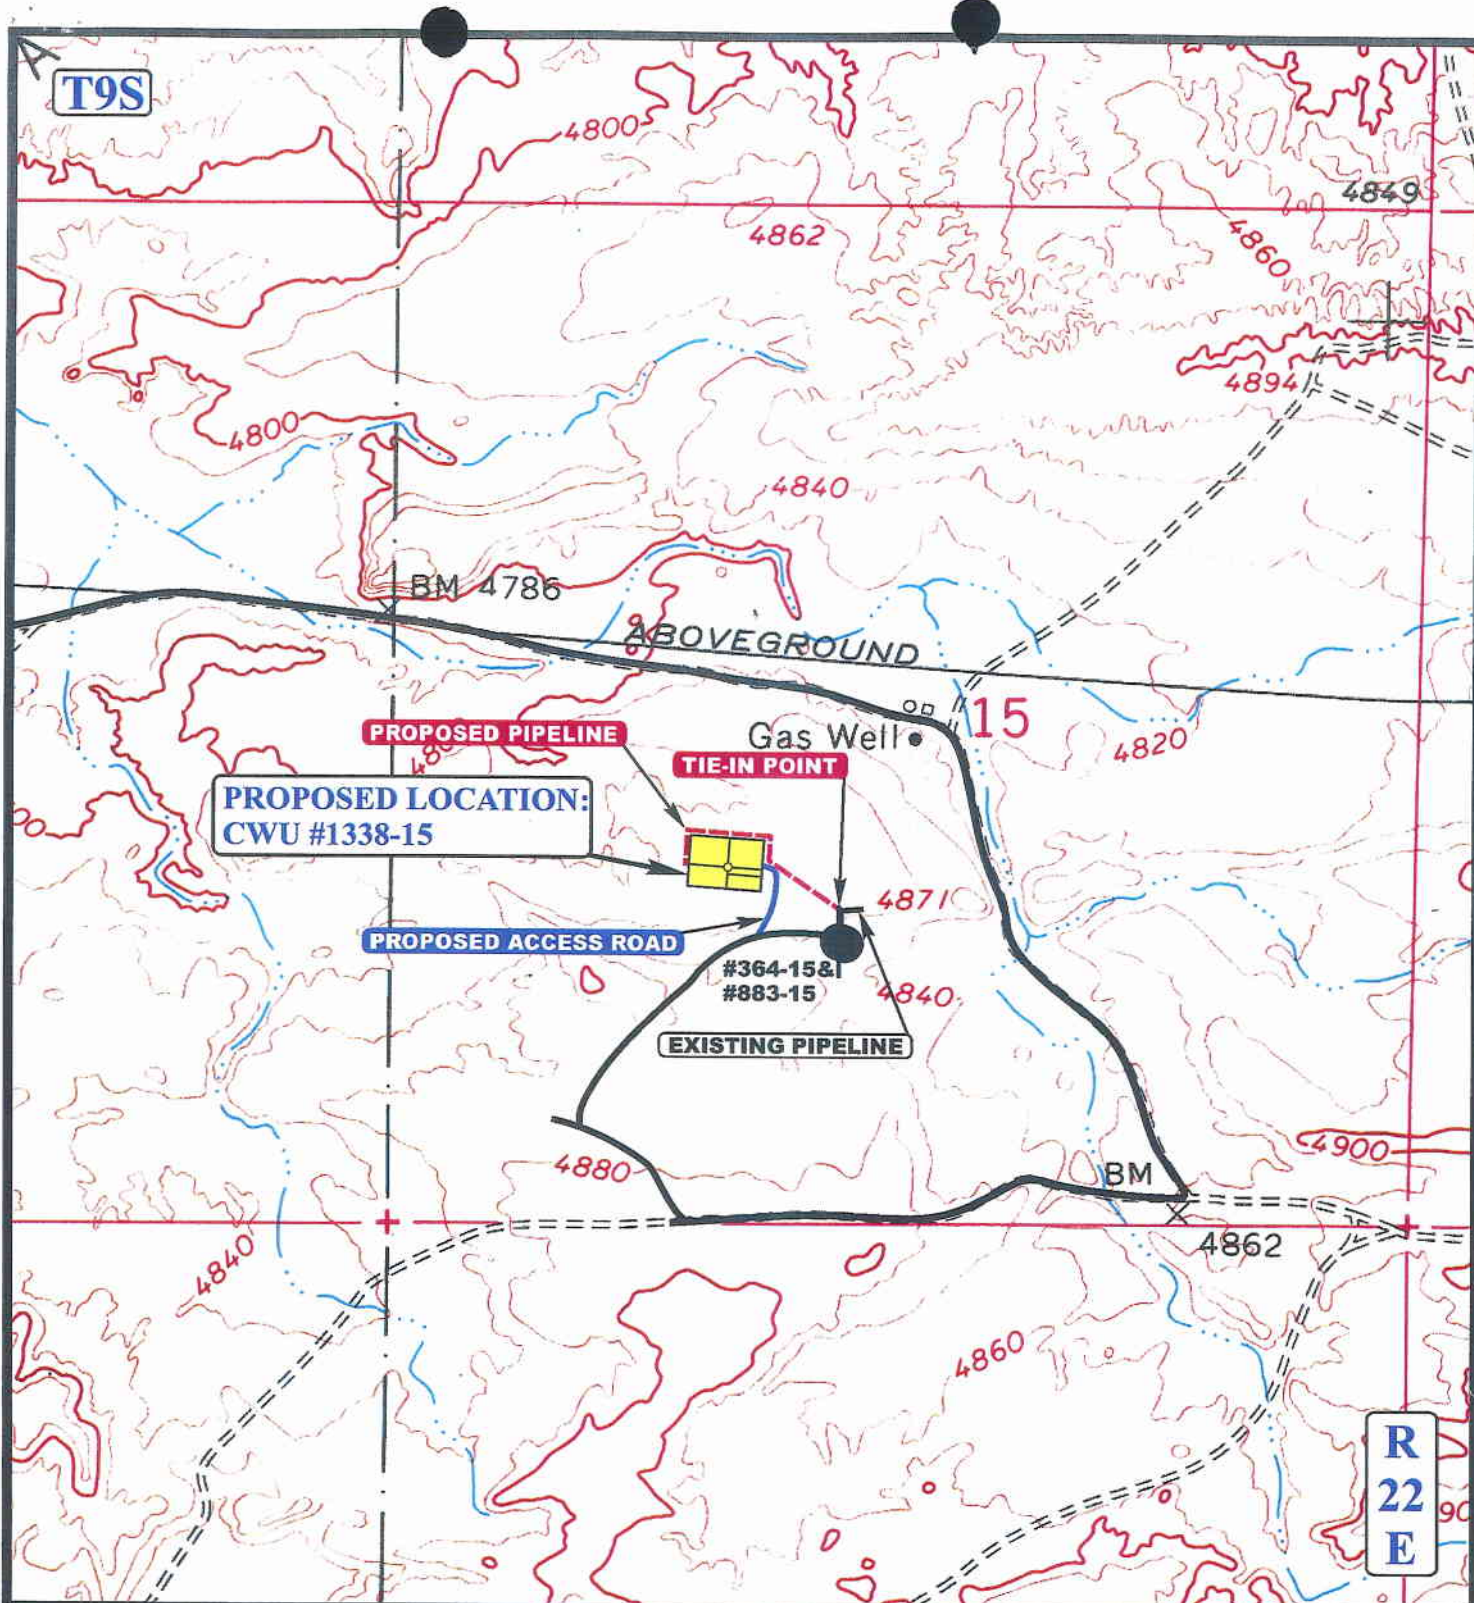 A
T9S
4800
4849
4862
4860
4894
4800
4840
BM 4786
ABOVEGROUND
15
PROPOSED PIPELINE
Gas Well
4820
TIE-IN POINT
PROPOSED LOCATION:
CWU #1338-15
4871
PROPOSED ACCESS ROAD
#364-15&
#883-15
4840
EXISTING PIPELINE
4900
4880
BM
4862
4840
4860
R
22
E